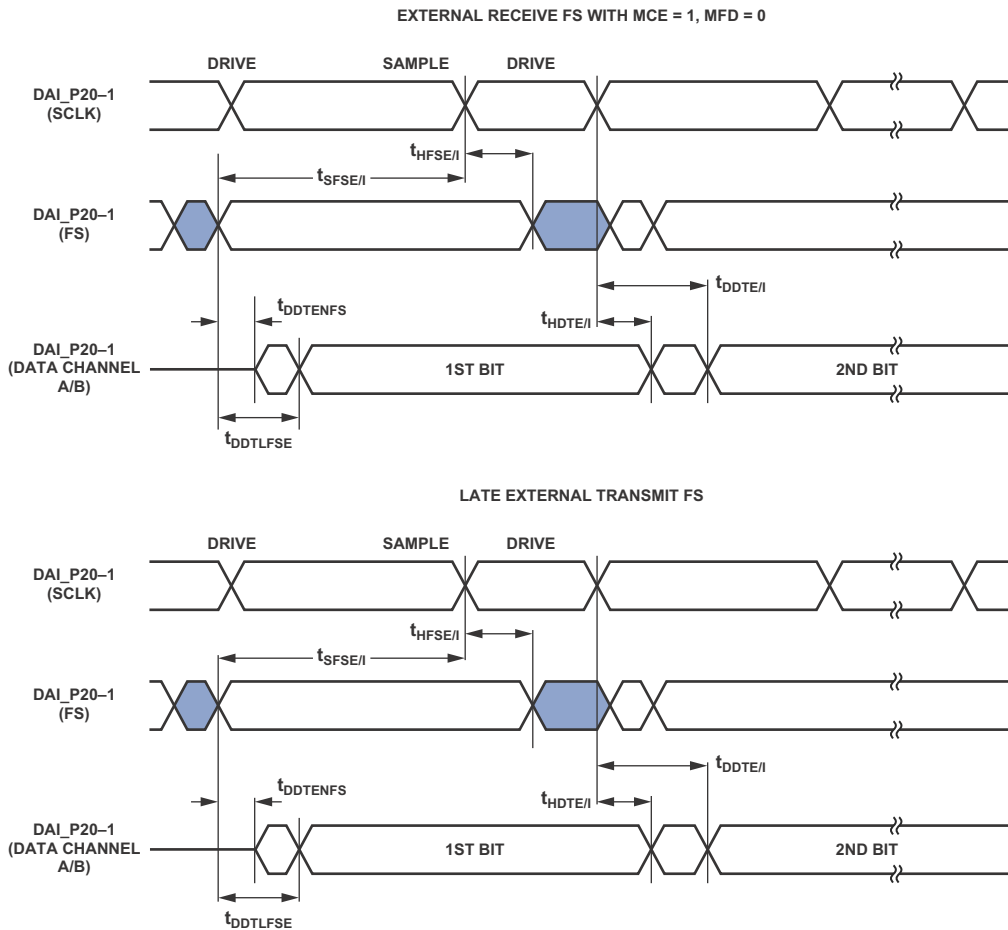 EXTERNAL RECEIVE FS WITH MCE = 1, MFD = 0
DRIVE SAMPLE DRIVE
DAI_P20–1
(SCLK)
tHFSE/I
tSFSE/I
DAI_P20–1
(FS)
tDDTE/I
tDDTENFS
tHDTE/I
DAI_P20–1
(DATA CHANNEL
A/B)
1ST BIT 2ND BIT
tDDTLFSE
LATE EXTERNAL TRANSMIT FS
DRIVE SAMPLE DRIVE
DAI_P20–1
(SCLK)
tHFSE/I
tSFSE/I
DAI_P20–1
(FS)
tDDTE/I
tDDTENFS
tHDTE/I
DAI_P20–1
(DATA CHANNEL
A/B)
1ST BIT 2ND BIT
tDDTLFSE